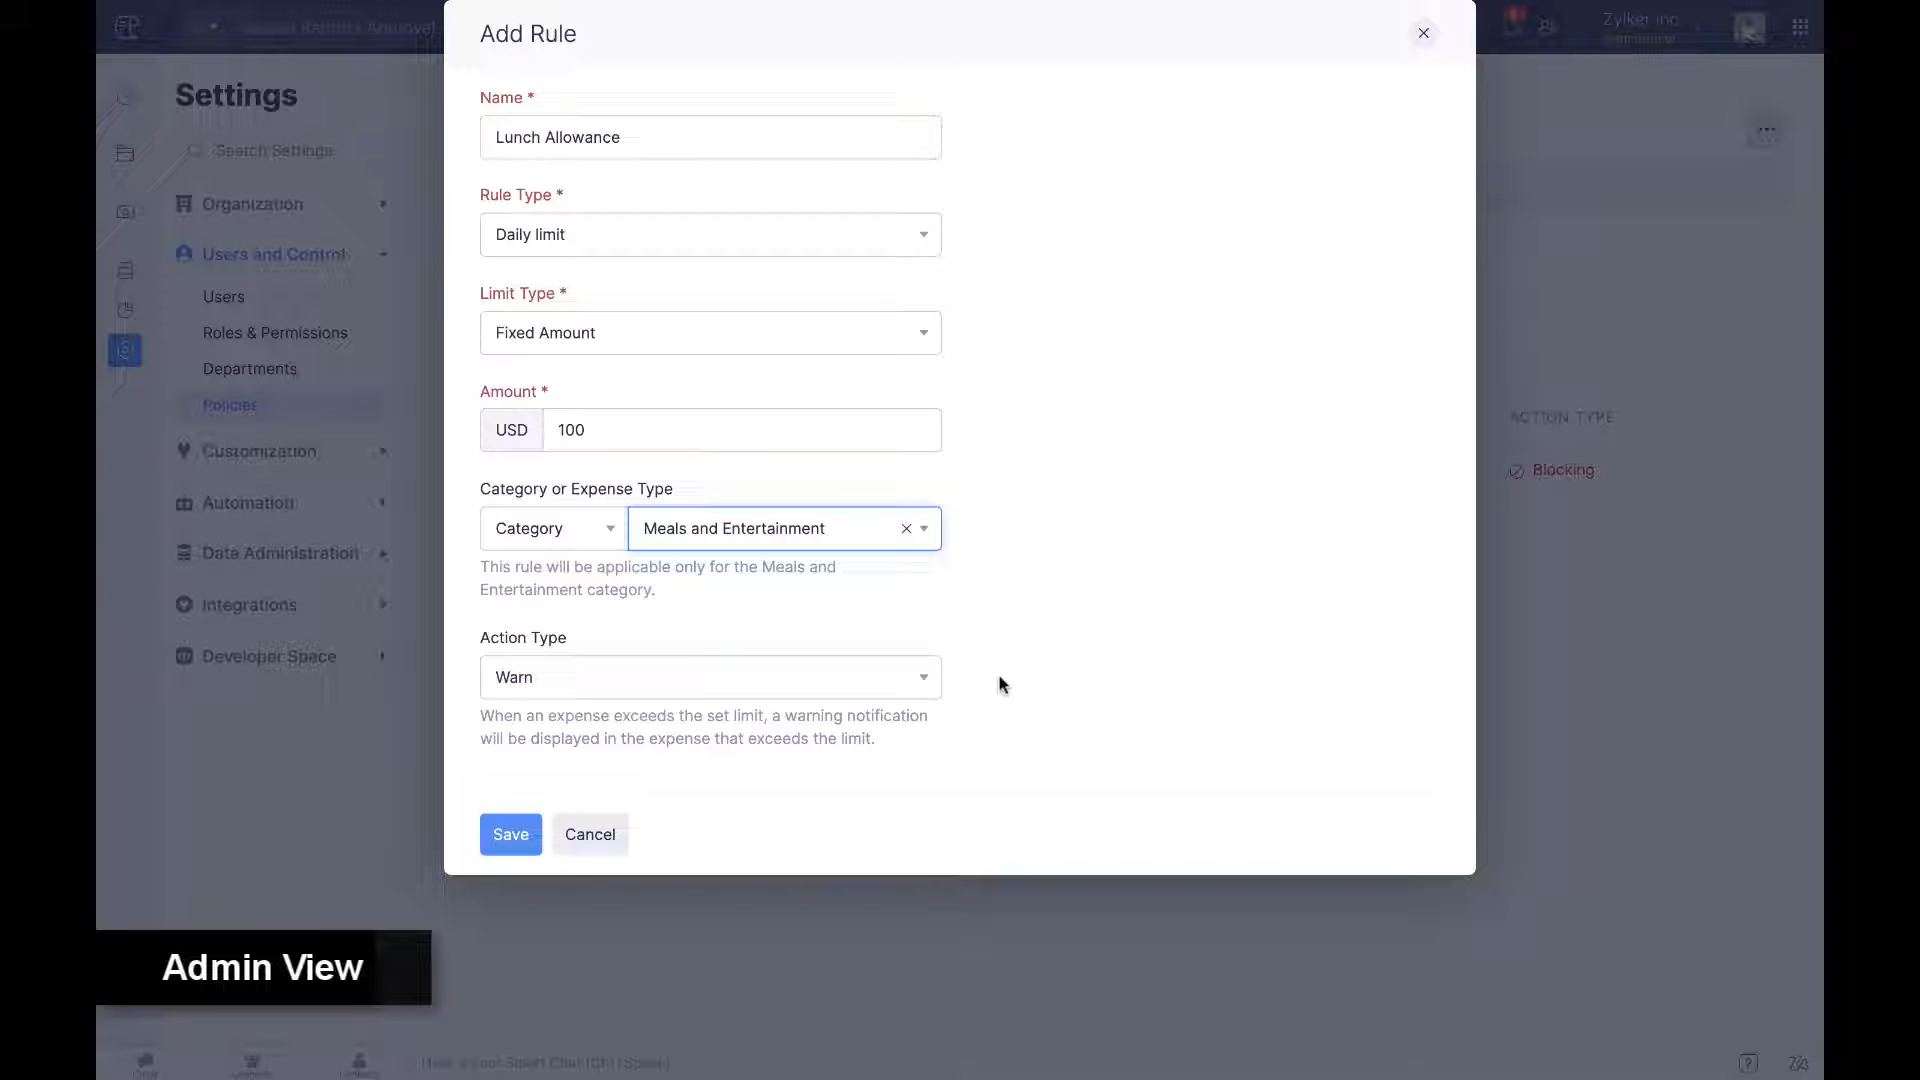 Add Rule
Zylker Inc
Settings
Search Settings
Organization
Users and Control
Users
Roles & Permissions
Departments
Policies
Customization
Automation
Data Administration
Integrations
Developer Space
Name *
Lunch Allowance
Rule Type *
Daily limit
Limit Type *
Fixed Amount
Amount *
USD 100
Category or Expense Type
Category Meals and Entertainment
This rule will be applicable only for the Meals and
Entertainment category.
Action Type
Warn
When an expense exceeds the set limit, a warning notification
will be displayed in the expense that exceeds the limit.
Save Cancel
ACTION TYPE
Blocking
Admin View